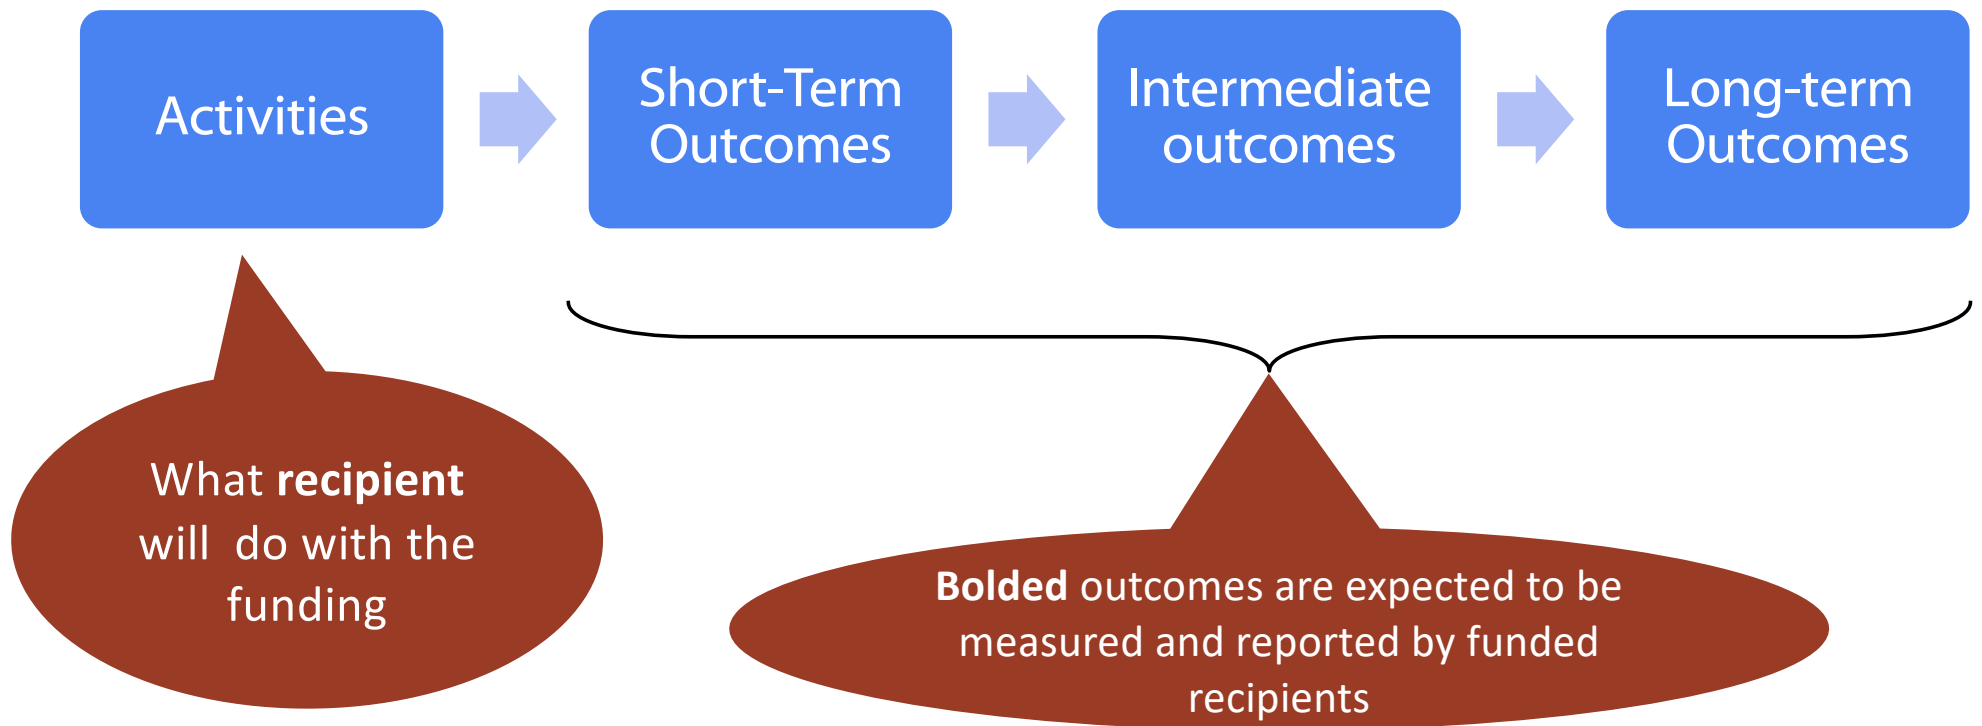 Activities
Short-Term
Outcomes
Intermediate
outcomes
Long-term
Outcomes
What recipient
will  do with the
funding
Bolded outcomes are expected to be
measured and reported by funded
recipients